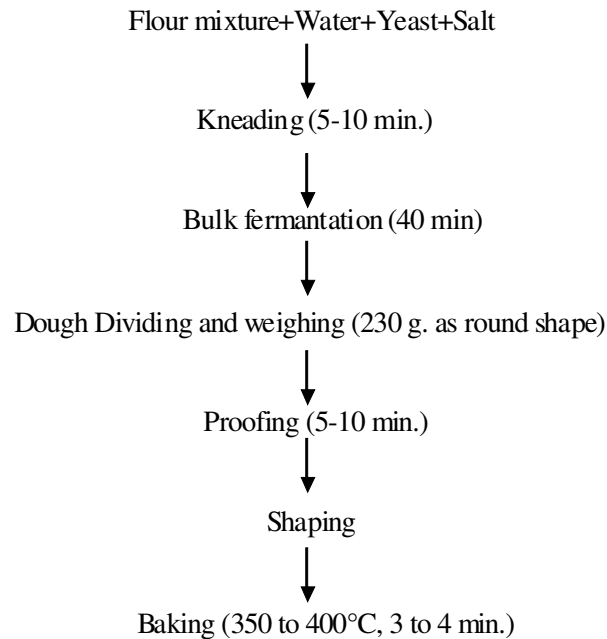 Flour mixture+Water+Yeast+Salt
Kneading (5-10 min.)
Bulk fermantation (40 min)
Dough Dividing and weighing (230 g. as round shape)
Proofing (5-10 min.)
Shaping
Baking (350 to 400°C, 3 to 4 min.)